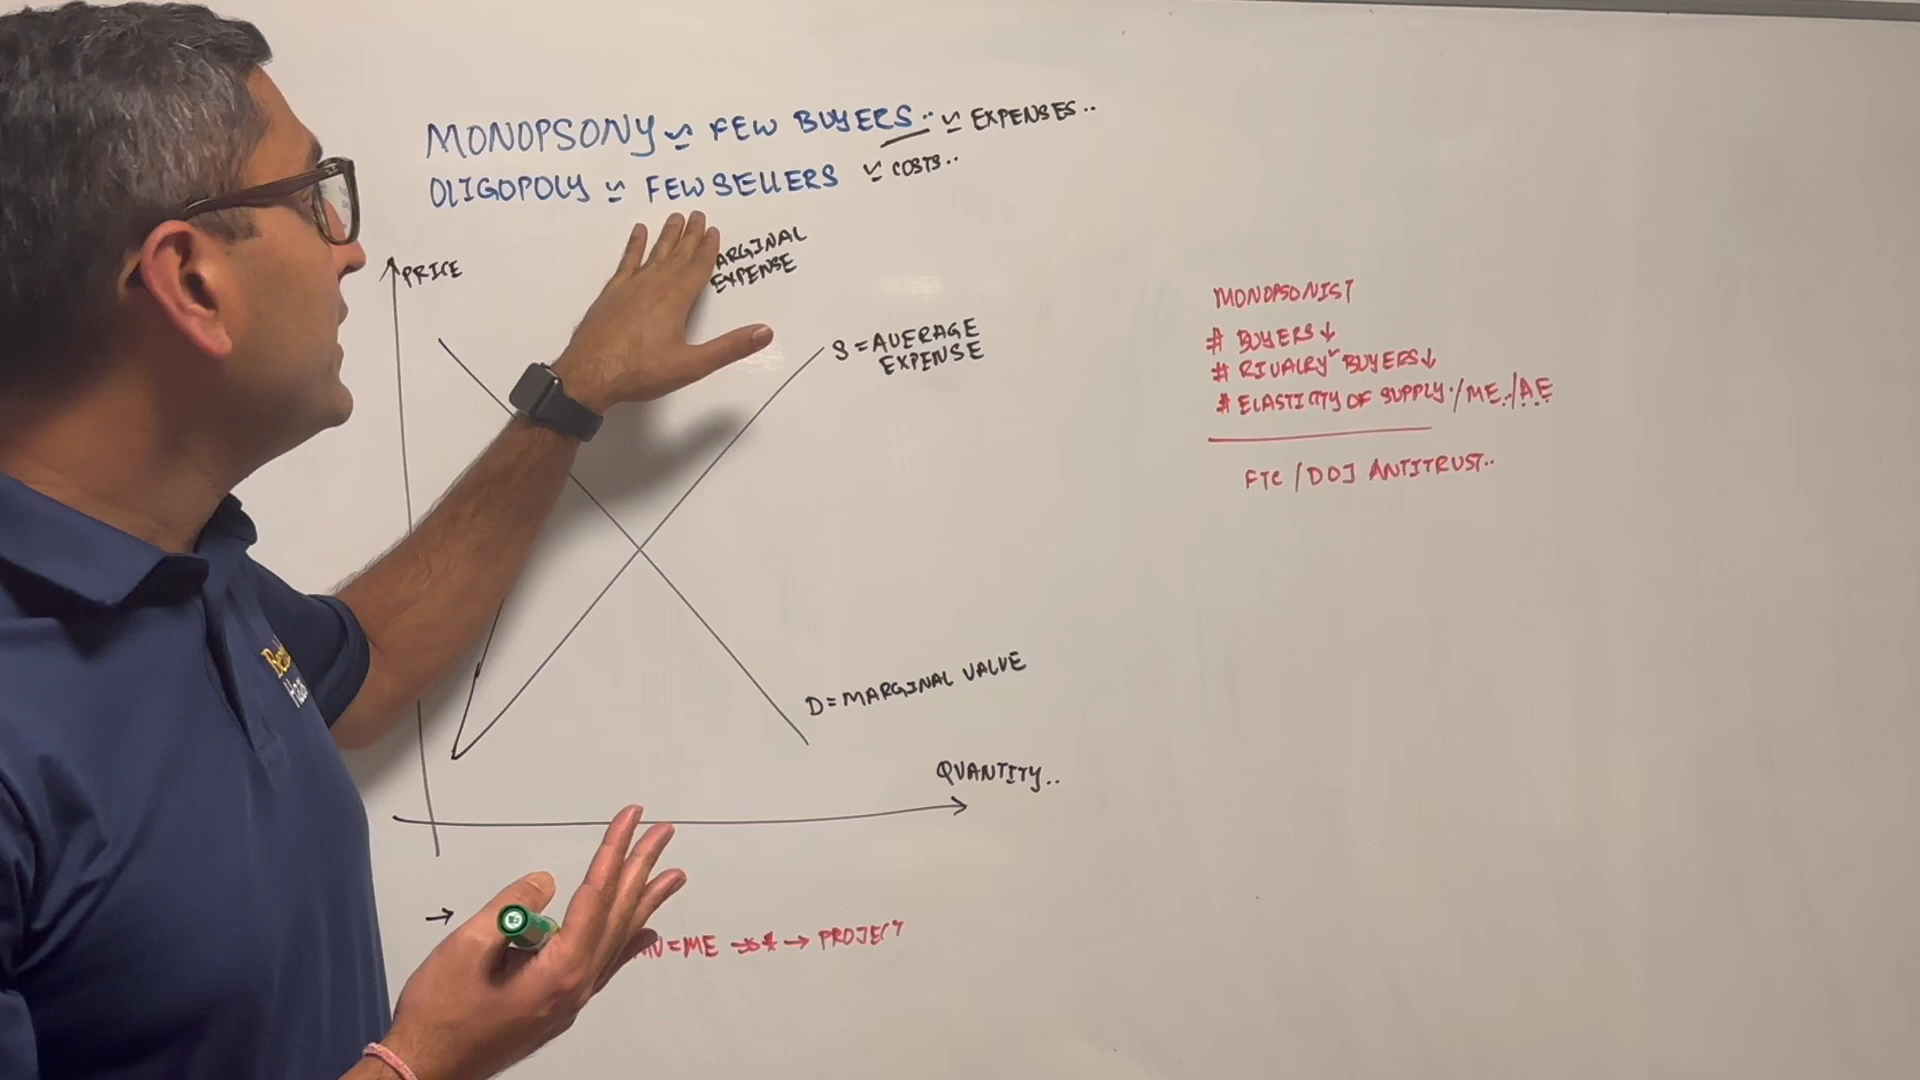 MONOPSONY ~ FEW BUYERS.. ~ EXPENSES..
OLIGOPOLY ~ FEW SELLERS ~ COSTS..
PRICE
ARGINAL
EXPENSE
S = AVERAGE
EXPENSE
D = MARGINAL VALUE
QUANTITY..
→
MV = ME → PROJECT
MONOPSONIST
# BUYERS ↓
# RIVALRY BUYERS ↓
# ELASTICITY OF SUPPLY. / ME. / AE
FTC / DOJ ANTITRUST..